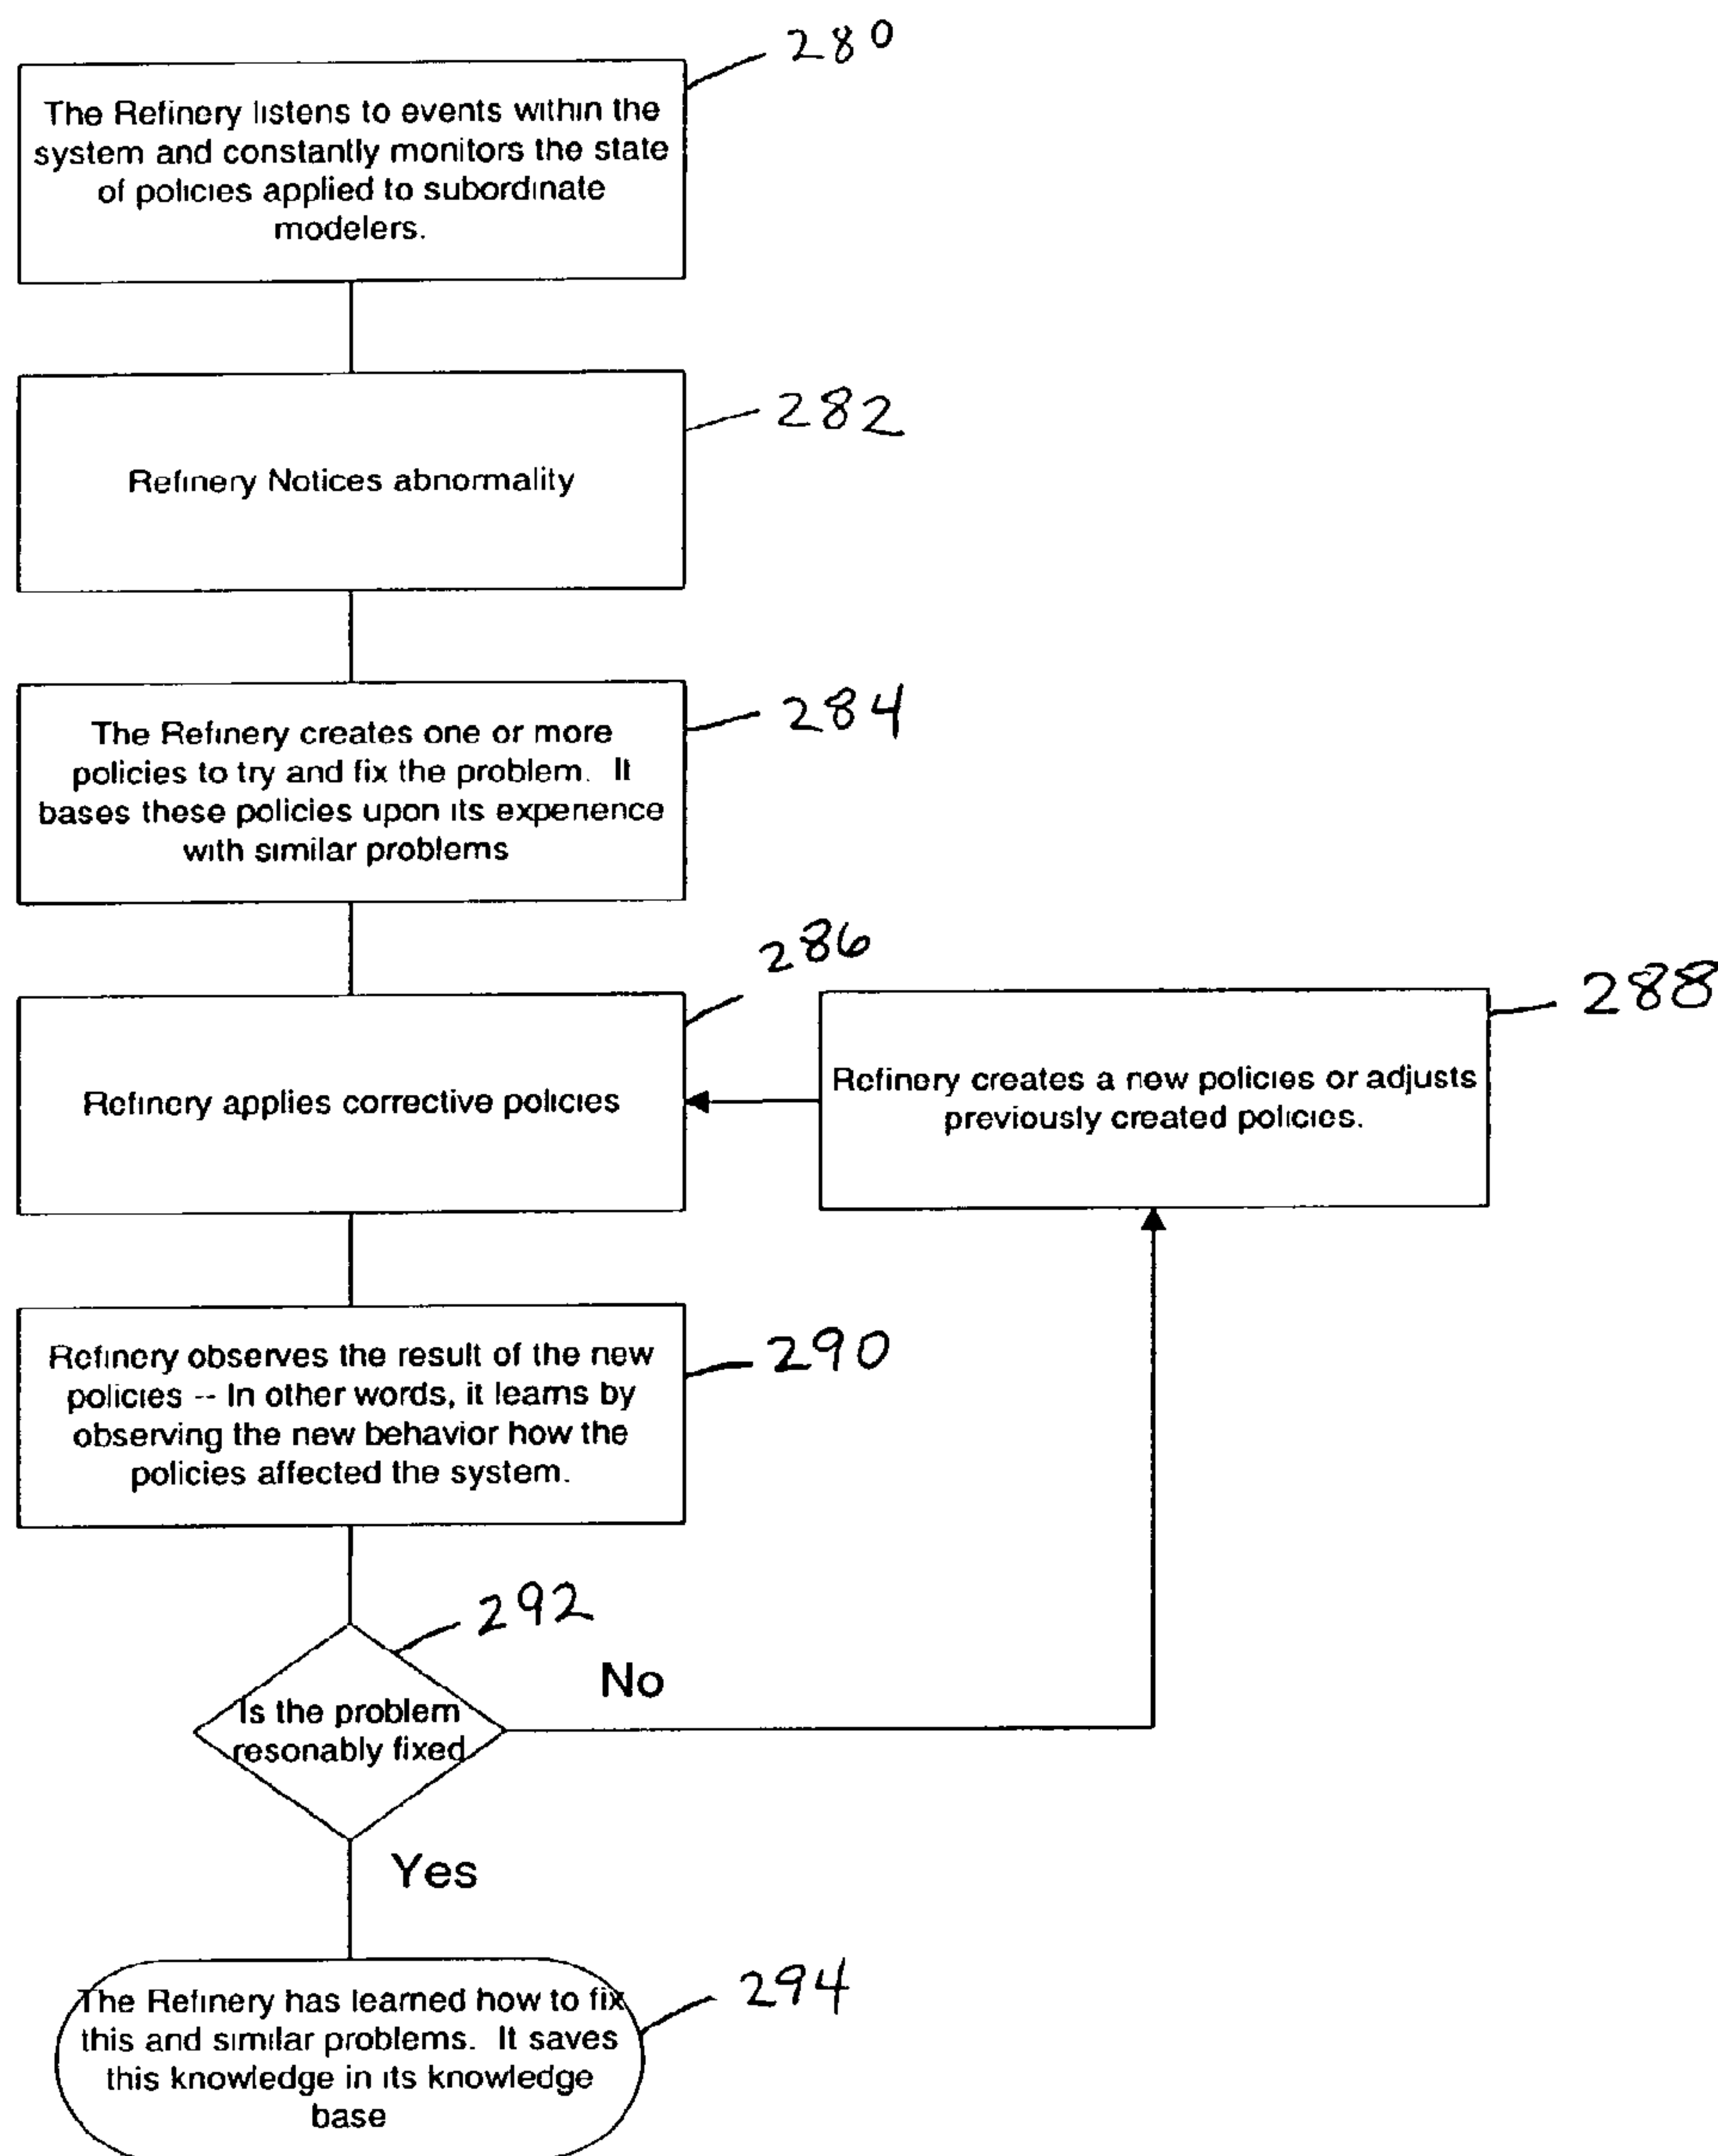 280
The Refinery listens to events within the
system and constantly monitors the state
of policies applied to subordinate
modelers.
282
Refinery Notices abnormality
284
The Refinery creates one or more
policies to try and fix the problem. It
bases these policies upon its experience
with similar problems
286
288
Refinery applies corrective policies
Refinery creates a new policies or adjusts
previously created policies.
290
Refinery observes the result of the new
policies -- In other words, it learns by
observing the new behavior how the
policies affected the system.
292
No
Is the problem
resonably fixed
Yes
294
The Refinery has learned how to fix
this and similar problems. It saves
this knowledge in its knowledge
base